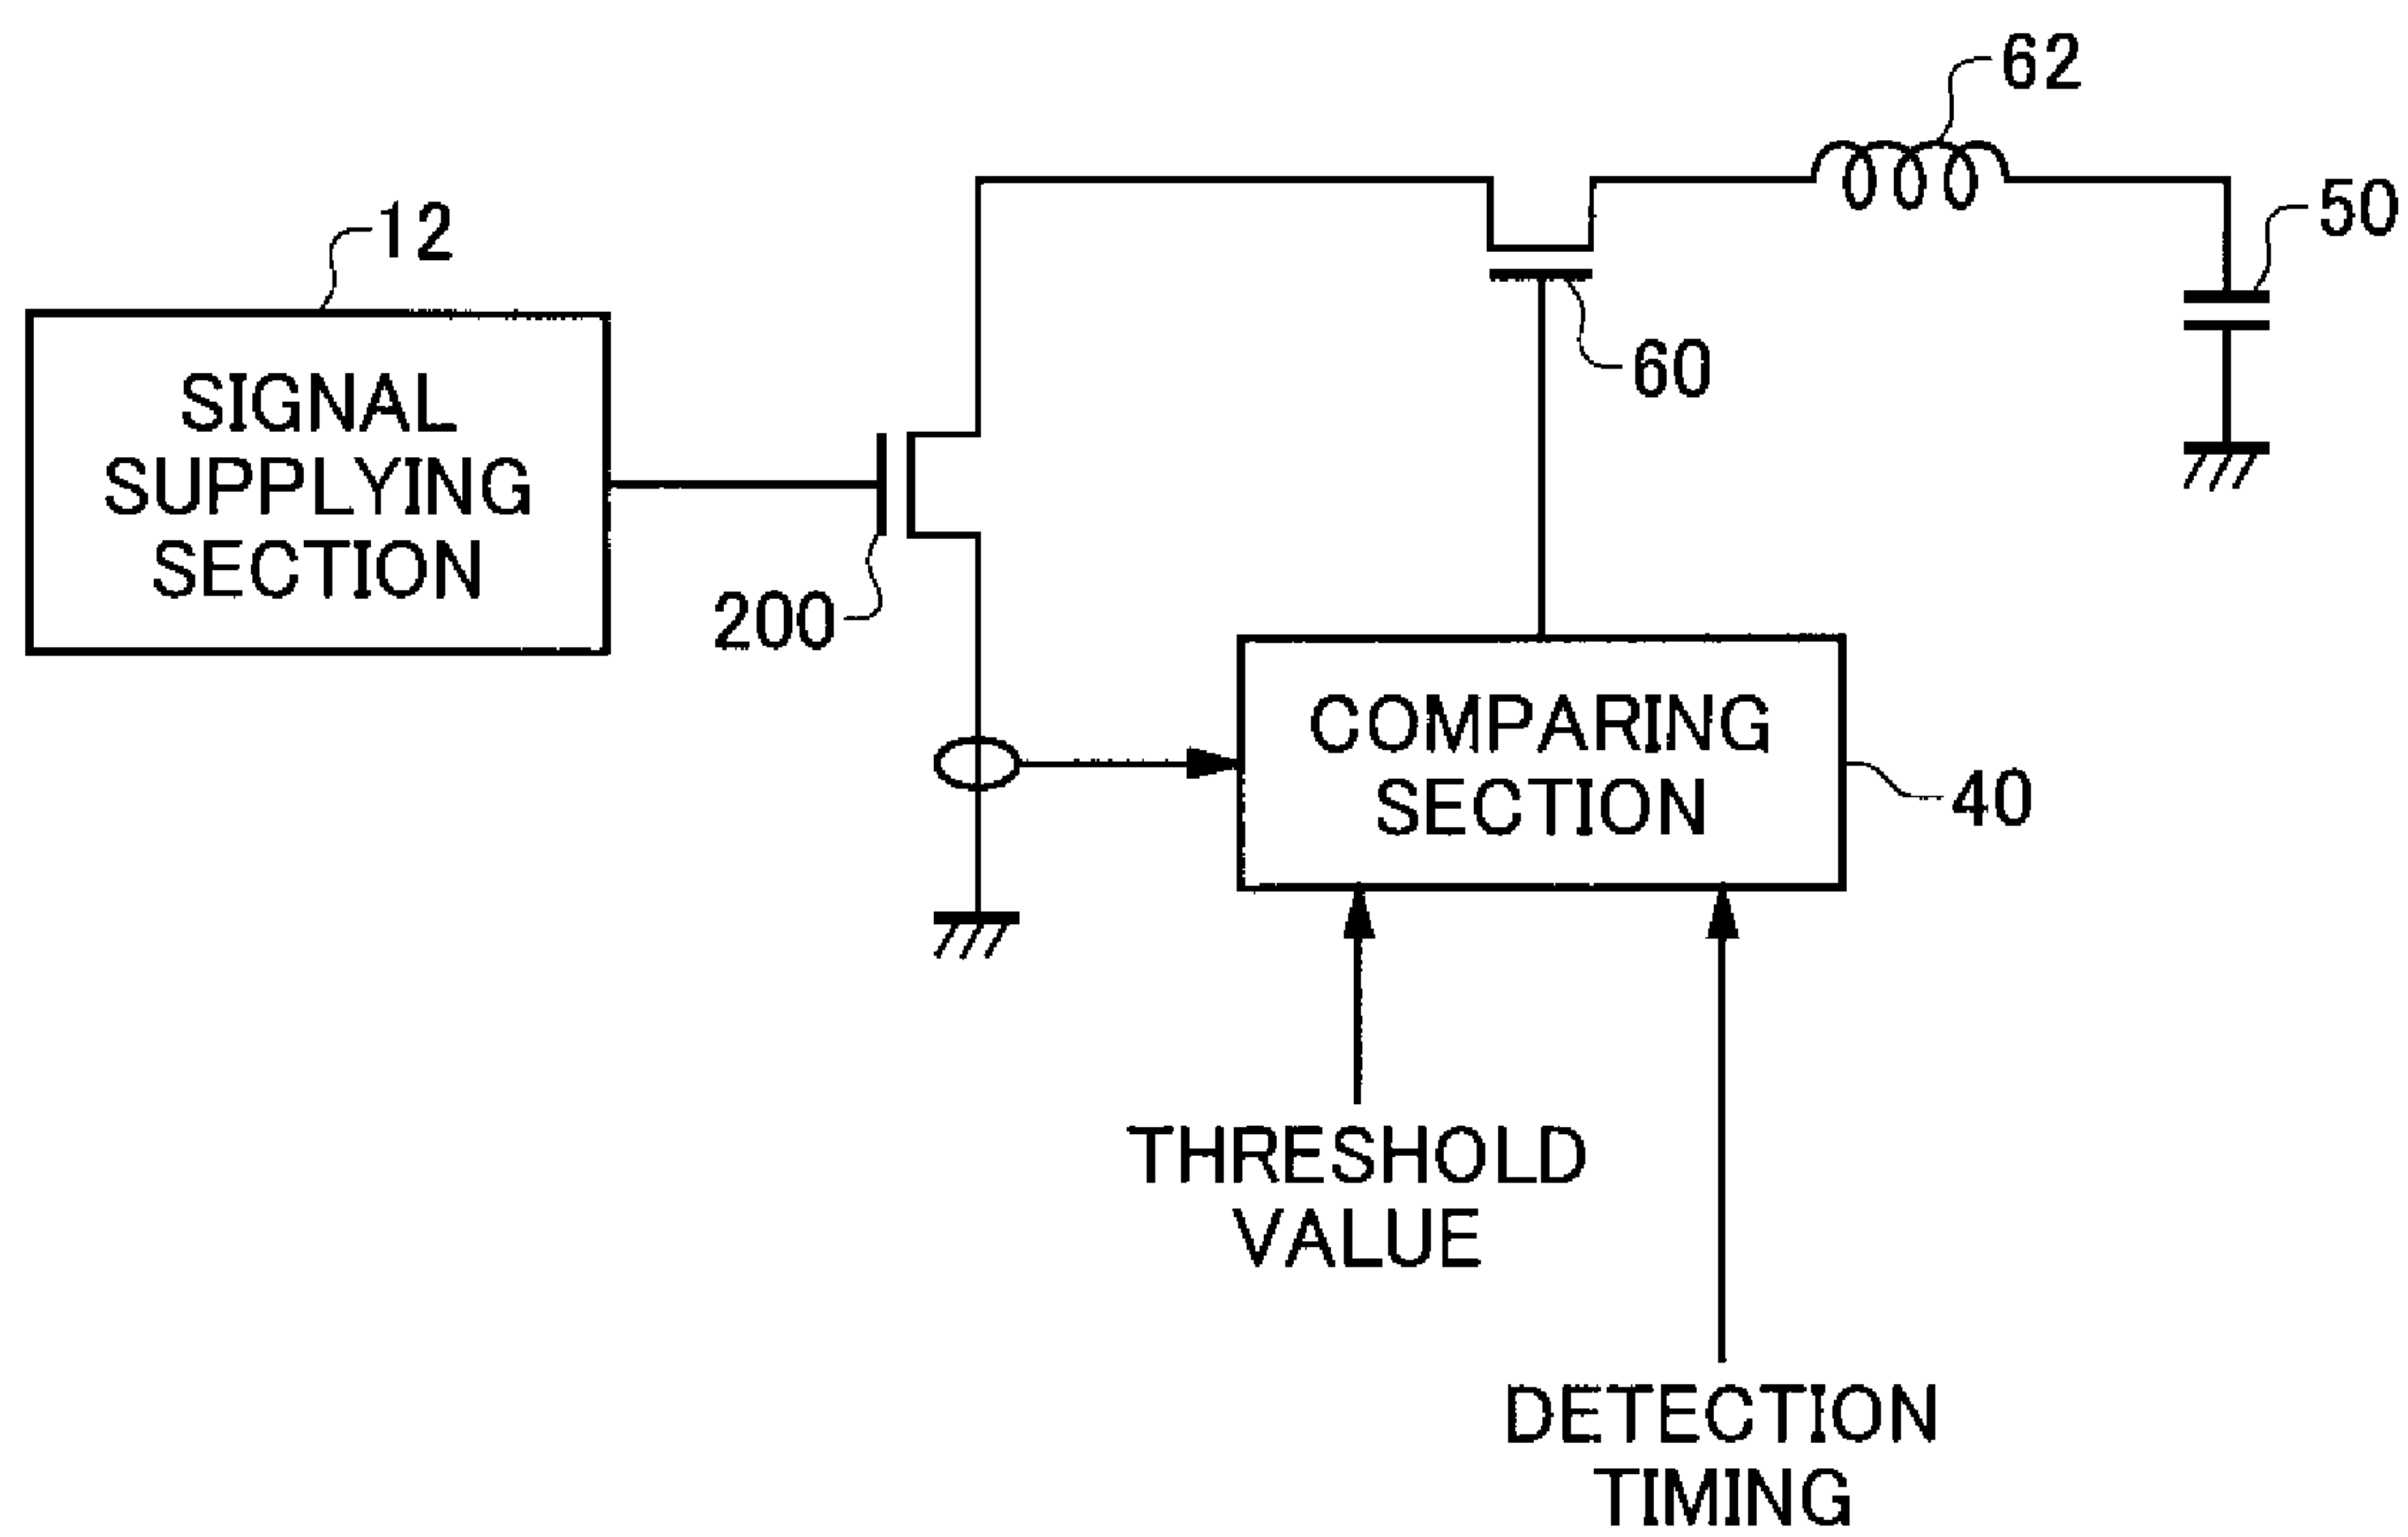 62
12
50
SIGNAL
SUPPLYING
SECTION
60
200
COMPARING
SECTION
40
THRESHOLD
VALUE
DETECTION
TIMING